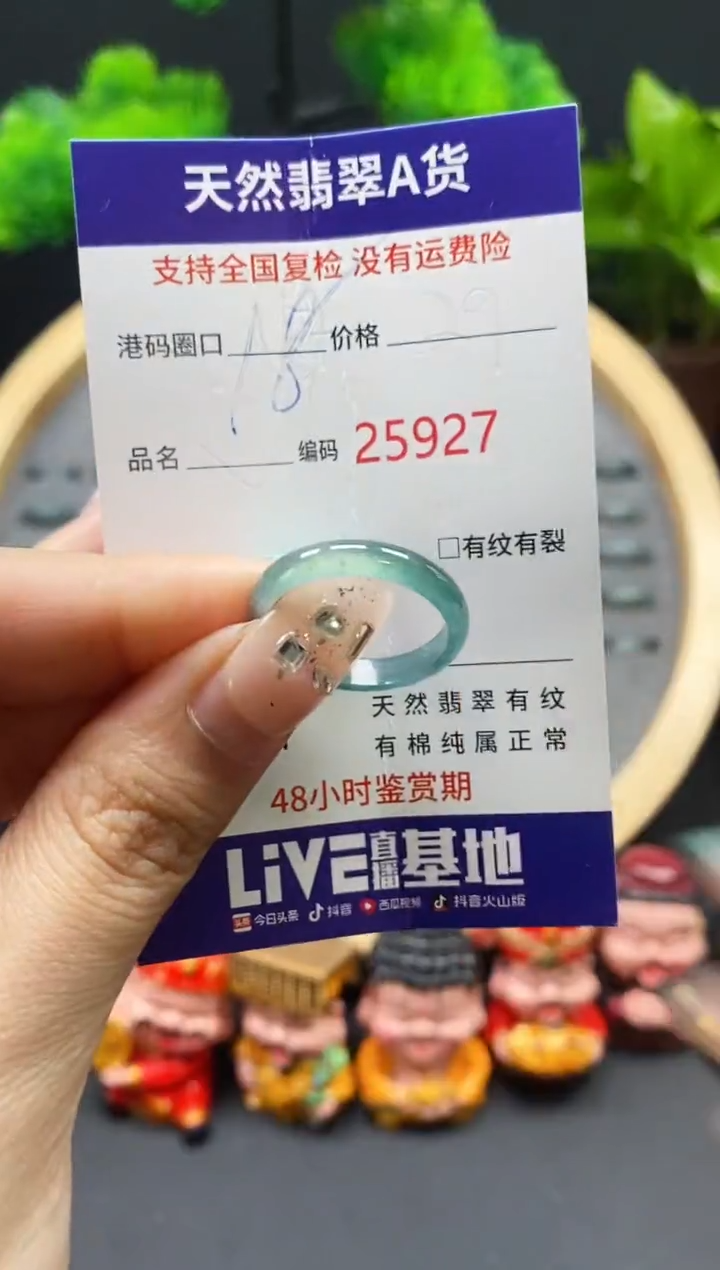 天然翡翠A货
支持全国复检 没有运费险
港码圈口 价格
品名 编码 25927
□有纹有裂
天然翡翠有纹
有棉纯属正常
48小时鉴赏期
LiVE直播基地
头条 今日头条 抖音 西瓜视频 抖音火山版